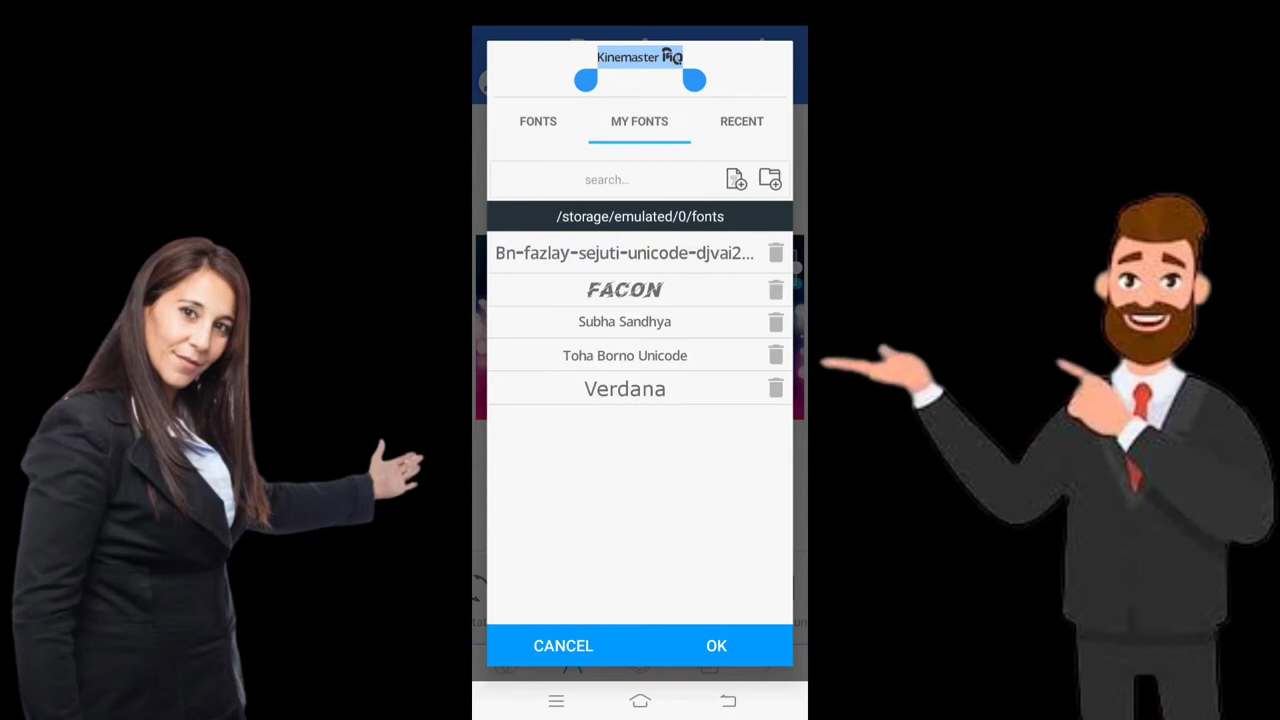 Kinemaster
FONTS MY FONTS RECENT
search...
/storage/emulated/0/fonts
Bn-fazlay-sejuti-unicode-djvai2...
FACON
Subha Sandhya
Toha Borno Unicode
Verdana
CANCEL OK